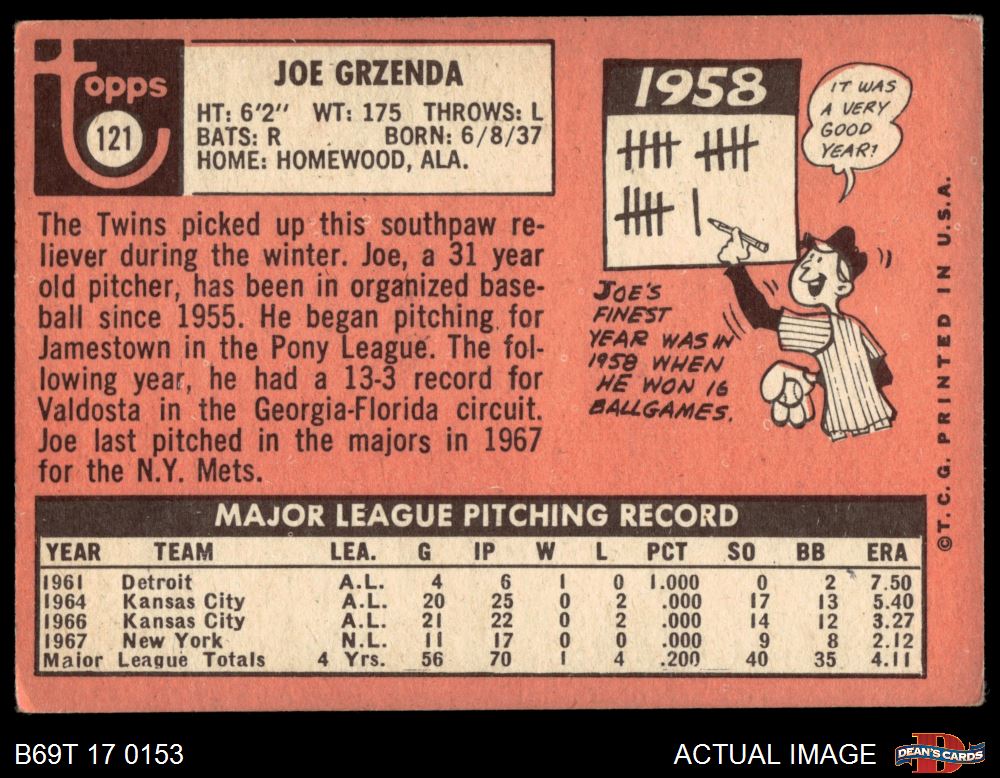 Topps
121
JOE GRZENDA
HT: 6'2" WT: 175 THROWS: L
BATS: R BORN: 6/8/37
HOME: HOMEWOOD, ALA.
The Twins picked up this southpaw re-
liever during the winter. Joe, a 31 year
old pitcher, has been in organized base-
ball since 1955. He began pitching for
Jamestown in the Pony League. The fol-
lowing year, he had a 13-3 record for
Valdosta in the Georgia-Florida circuit.
Joe last pitched in the majors in 1967
for the N.Y. Mets.
1958
IT WAS
A VERY
GOOD
YEAR!
JOE'S
FINEST
YEAR WAS IN
1958 WHEN
HE WON 16
BALLGAMES.
©T.C.G. PRINTED IN U.S.A.
MAJOR LEAGUE PITCHING RECORD
YEAR TEAM LEA. G IP W L PCT SO BB ERA
1961 Detroit A.L. 4 6 1 0 1.000 0 2 7.50
1964 Kansas City A.L. 20 25 0 2 .000 17 13 5.40
1966 Kansas City A.L. 21 22 0 2 .000 14 12 3.27
1967 New York N.L. 11 17 0 0 .000 9 8 2.12
Major League Totals 4 Yrs. 56 70 1 4 .200 40 35 4.11
B69T 17 0153
ACTUAL IMAGE
DEAN'S CARDS